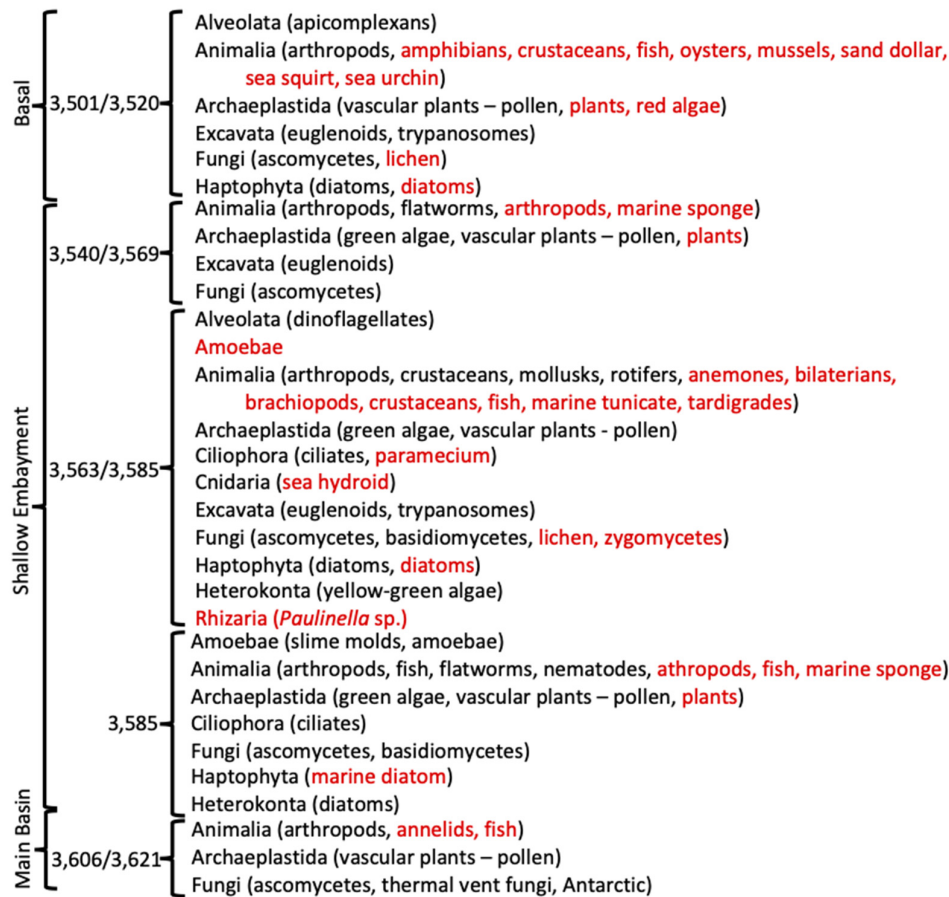 Basal
3,501/3,520
Alveolata (apicomplexans)
Animalia (arthropods, amphibians, crustaceans, fish, oysters, mussels, sand dollar,
sea squirt, sea urchin)
Archaeplastida (vascular plants – pollen, plants, red algae)
Excavata (euglenoids, trypanosomes)
Fungi (ascomycetes, lichen)
Haptophyta (diatoms, diatoms)
Shallow Embayment
3,540/3,569
Animalia (arthropods, flatworms, arthropods, marine sponge)
Archaeplastida (green algae, vascular plants – pollen, plants)
Excavata (euglenoids)
Fungi (ascomycetes)
3,563/3,585
Alveolata (dinoflagellates)
Amoebae
Animalia (arthropods, crustaceans, mollusks, rotifers, anemones, bilaterians,
brachiopods, crustaceans, fish, marine tunicate, tardigrades)
Archaeplastida (green algae, vascular plants - pollen)
Ciliophora (ciliates, paramecium)
Cnidaria (sea hydroid)
Excavata (euglenoids, trypanosomes)
Fungi (ascomycetes, basidiomycetes, lichen, zygomycetes)
Haptophyta (diatoms, diatoms)
Heterokonta (yellow-green algae)
Rhizaria (Paulinella sp.)
3,585
Amoebae (slime molds, amoebae)
Animalia (arthropods, fish, flatworms, nematodes, athropods, fish, marine sponge)
Archaeplastida (green algae, vascular plants – pollen, plants)
Ciliophora (ciliates)
Fungi (ascomycetes, basidiomycetes)
Haptophyta (marine diatom)
Heterokonta (diatoms)
Main Basin
3,606/3,621
Animalia (arthropods, annelids, fish)
Archaeplastida (vascular plants – pollen)
Fungi (ascomycetes, thermal vent fungi, Antarctic)